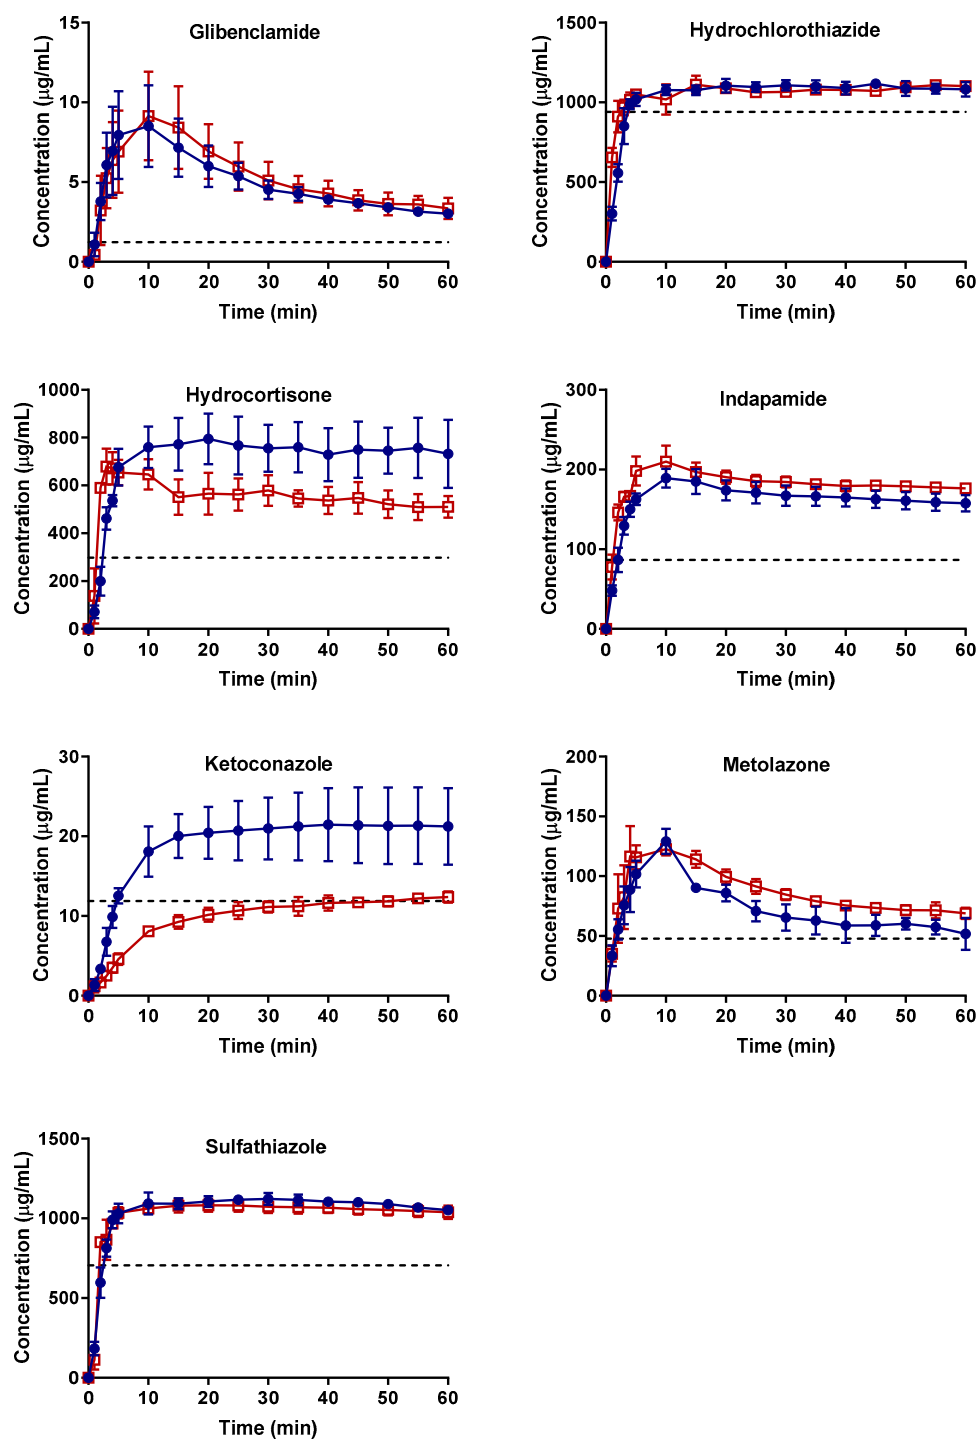 Glibenclamide
Concentration (μg/mL)
15
10
5
0
0 10 20 30 40 50 60
Time (min)
Hydrochlorothiazide
Concentration (μg/mL)
1500
1000
500
0
0 10 20 30 40 50 60
Time (min)
Hydrocortisone
Concentration (μg/mL)
1000
800
600
400
200
0
0 10 20 30 40 50 60
Time (min)
Indapamide
Concentration (μg/mL)
300
200
100
0
0 10 20 30 40 50 60
Time (min)
Ketoconazole
Concentration (μg/mL)
30
20
10
0
0 10 20 30 40 50 60
Time (min)
Metolazone
Concentration (μg/mL)
200
150
100
50
0
0 10 20 30 40 50 60
Time (min)
Sulfathiazole
Concentration (μg/mL)
1500
1000
500
0
0 10 20 30 40 50 60
Time (min)